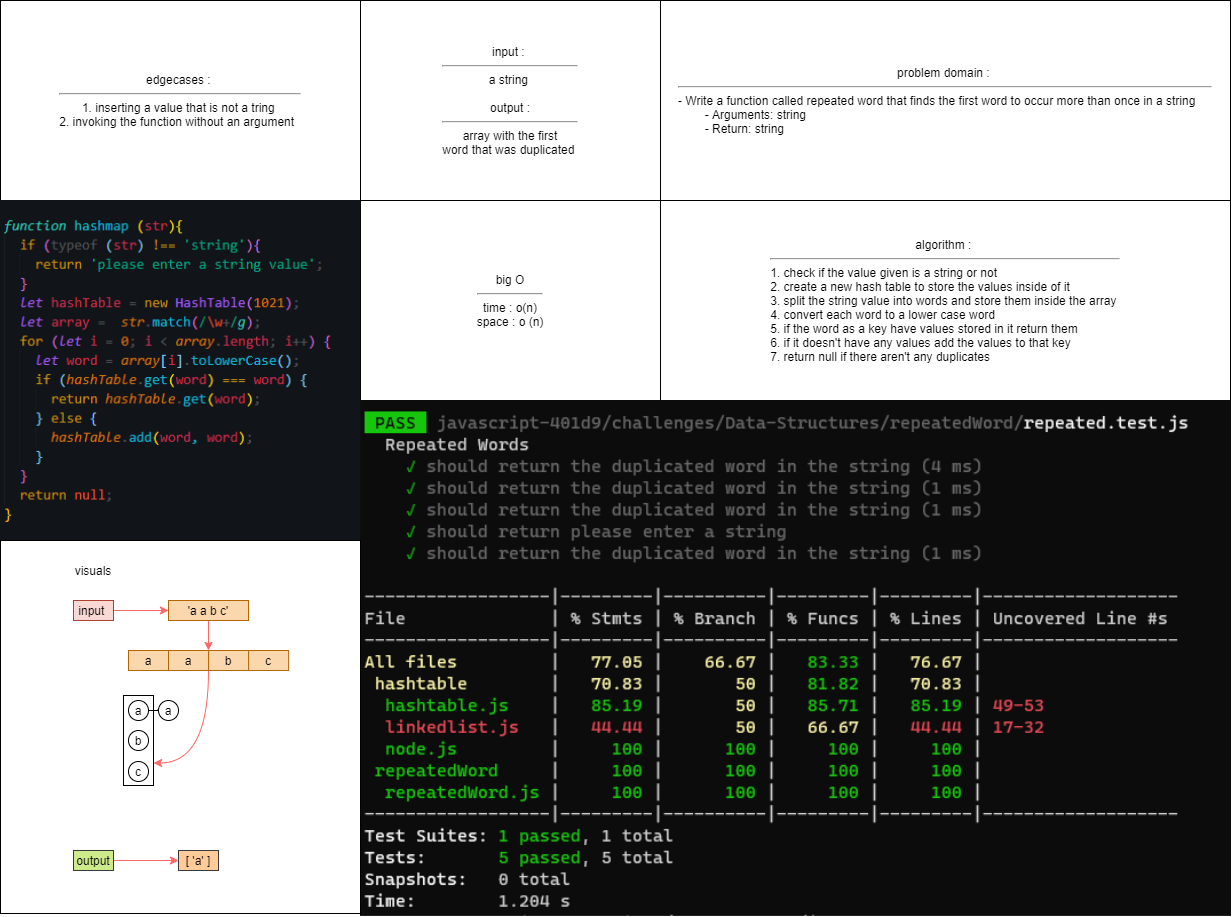 edgecases :
1. inserting a value that is not a tring
2. invoking the function without an argument
input :
a string
output :
array with the first
word that was duplicated
problem domain :
- Write a function called repeated word that finds the first word to occur more than once in a string
- Arguments: string
- Return: string
function hashmap (str){
if (typeof (str) !== 'string'){
return 'please enter a string value';
}
let hashTable = new HashTable(1021);
let array =  str.match(/\w+/g);
for (let i = 0; i < array.length; i++) {
let word = array[i].toLowerCase();
if (hashTable.get(word) === word) {
return hashTable.get(word);
} else {
hashTable.add(word, word);
}
}
return null;
}
big O
time : o(n)
space : o (n)
algorithm :
1. check if the value given is a string or not
2. create a new hash table to store the values inside of it
3. split the string value into words and store them inside the array
4. convert each word to a lower case word
5. if the word as a key have values stored in it return them
6. if it doesn't have any values add the values to that key
7. return null if there aren't any duplicates
visuals
input 'a a b c'
a a b c
a a
b
c
output [ 'a' ]
PASS javascript-401d9/challenges/Data-Structures/repeatedWord/repeated.test.js
Repeated Words
√ should return the duplicated word in the string (4 ms)
√ should return the duplicated word in the string (1 ms)
√ should return the duplicated word in the string (1 ms)
√ should return please enter a string
√ should return the duplicated word in the string (1 ms)
------------------|---------|----------|---------|---------|-------------------
File | % Stmts | % Branch | % Funcs | % Lines | Uncovered Line #s
------------------|---------|----------|---------|---------|-------------------
All files | 77.05 | 66.67 | 83.33 | 76.67 |
hashtable | 70.83 | 50 | 81.82 | 70.83 |
hashtable.js | 85.19 | 50 | 85.71 | 85.19 | 49-53
linkedlist.js | 44.44 | 50 | 66.67 | 44.44 | 17-32
node.js | 100 | 100 | 100 | 100 |
repeatedWord | 100 | 100 | 100 | 100 |
repeatedWord.js | 100 | 100 | 100 | 100 |
------------------|---------|----------|---------|---------|-------------------
Test Suites: 1 passed, 1 total
Tests: 5 passed, 5 total
Snapshots: 0 total
Time: 1.204 s